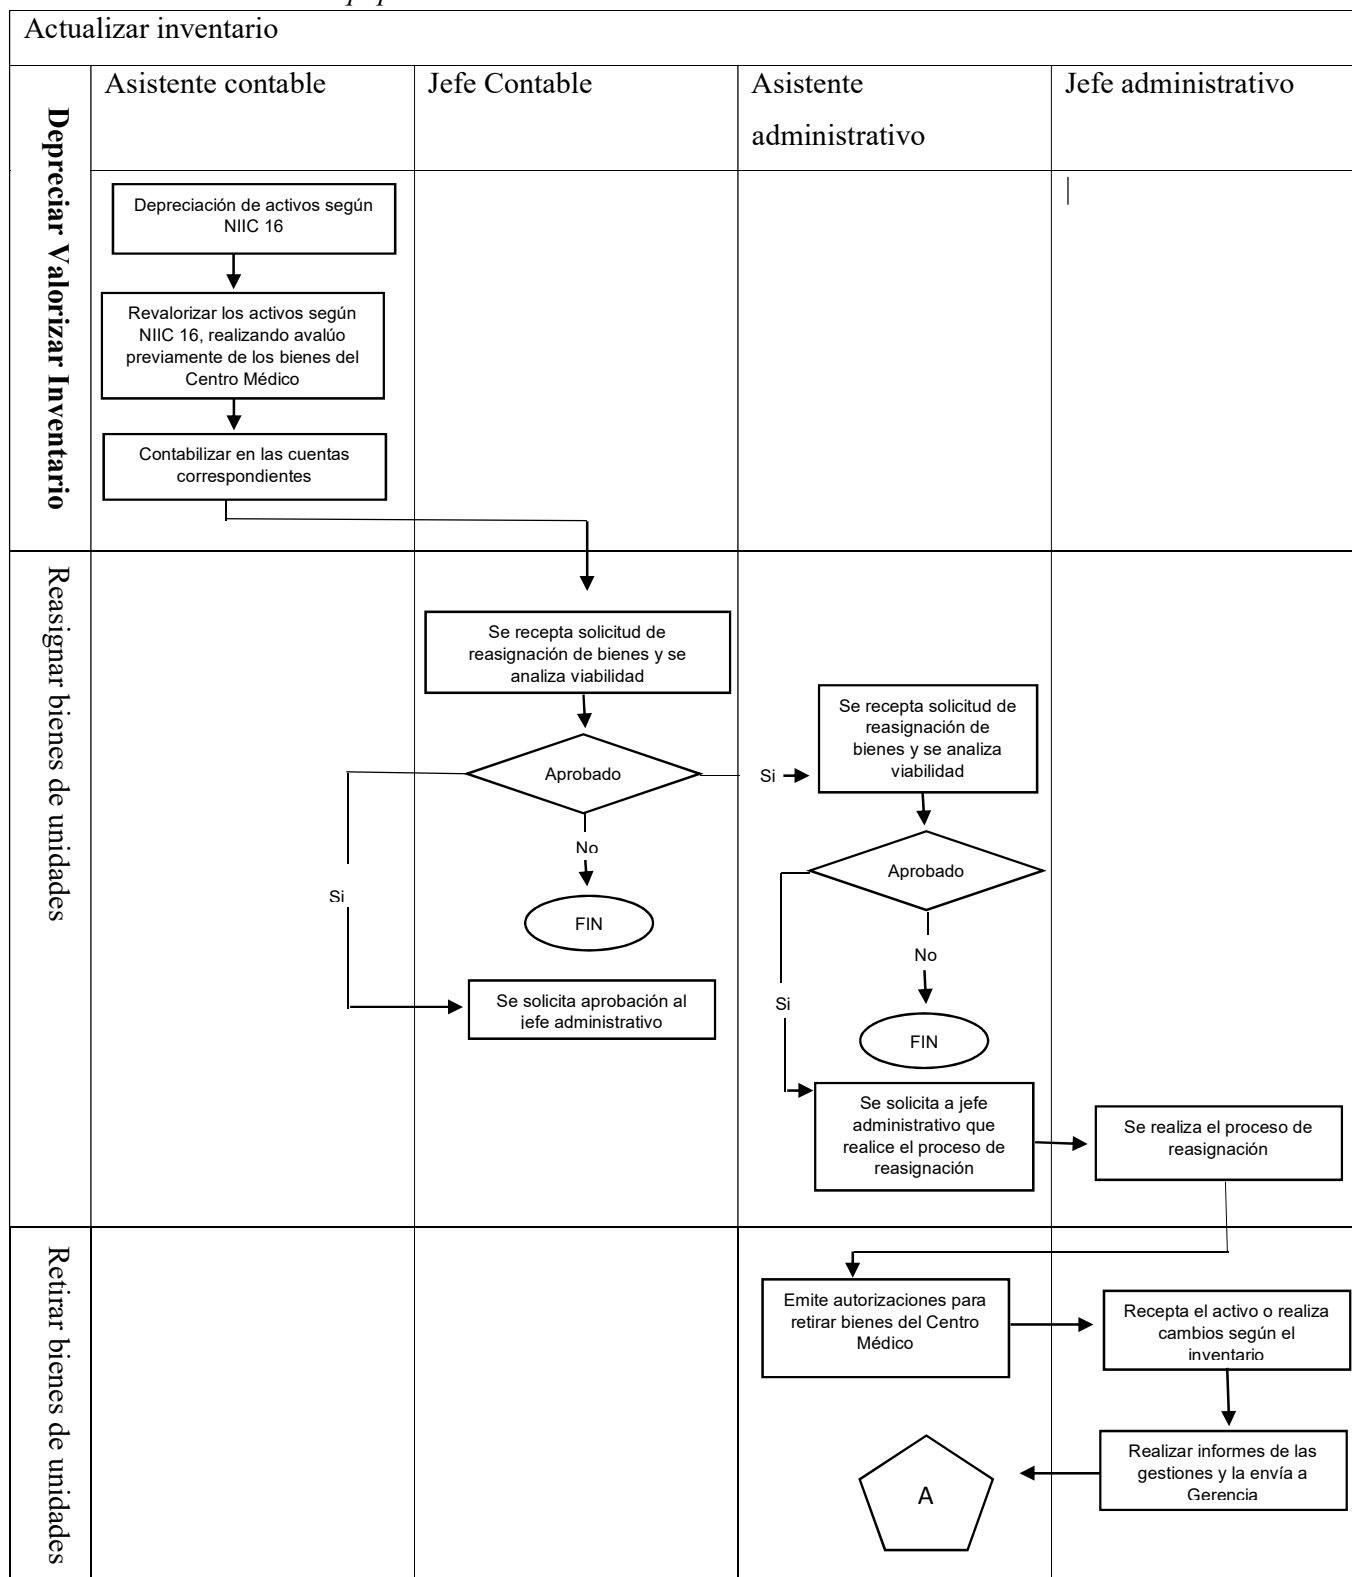 Actualizar inventario
Asistente contable
Jefe Contable
Asistente
administrativo
Jefe administrativo
Depreciar Valorizar Inventario
Depreciación de activos según
NIIC 16
Revalorizar los activos según
NIIC 16, realizando avalúo
previamente de los bienes del
Centro Médico
Contabilizar en las cuentas
correspondientes
Reasignar bienes de unidades
Se recepta solicitud de
reasignación de bienes y se
analiza viabilidad
Aprobado
Si
No
FIN
Si
Se solicita aprobación al
jefe administrativo
Se recepta solicitud de
reasignación de
bienes y se analiza
viabilidad
Aprobado
No
Si
FIN
Se solicita a jefe
administrativo que
realice el proceso de
reasignación
Se realiza el proceso de
reasignación
Retirar bienes de unidades
Emite autorizaciones para
retirar bienes del Centro
Médico
Recepta el activo o realiza
cambios según el
inventario
Realizar informes de las
gestiones y la envía a
Gerencia
A